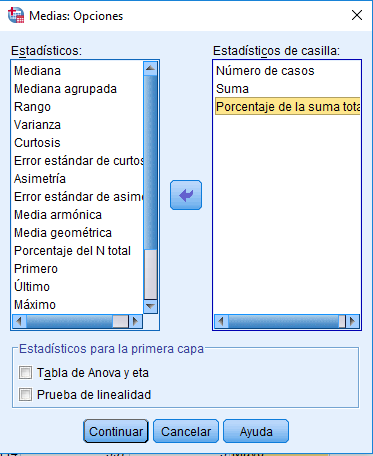 Medias: Opciones
Estadísticos:
Mediana
Mediana agrupada
Rango
Varianza
Curtosis
Error estándar de curtos
Asimetría
Error estándar de asim
Media armónica
Media geométrica
Porcentaje del N total
Primero
Último
Máximo
Estadísticos de casilla:
Número de casos
Suma
Porcentaje de la suma tota
Estadísticos para la primera capa
Tabla de Anova y eta
Prueba de linealidad
Continuar Cancelar Ayuda